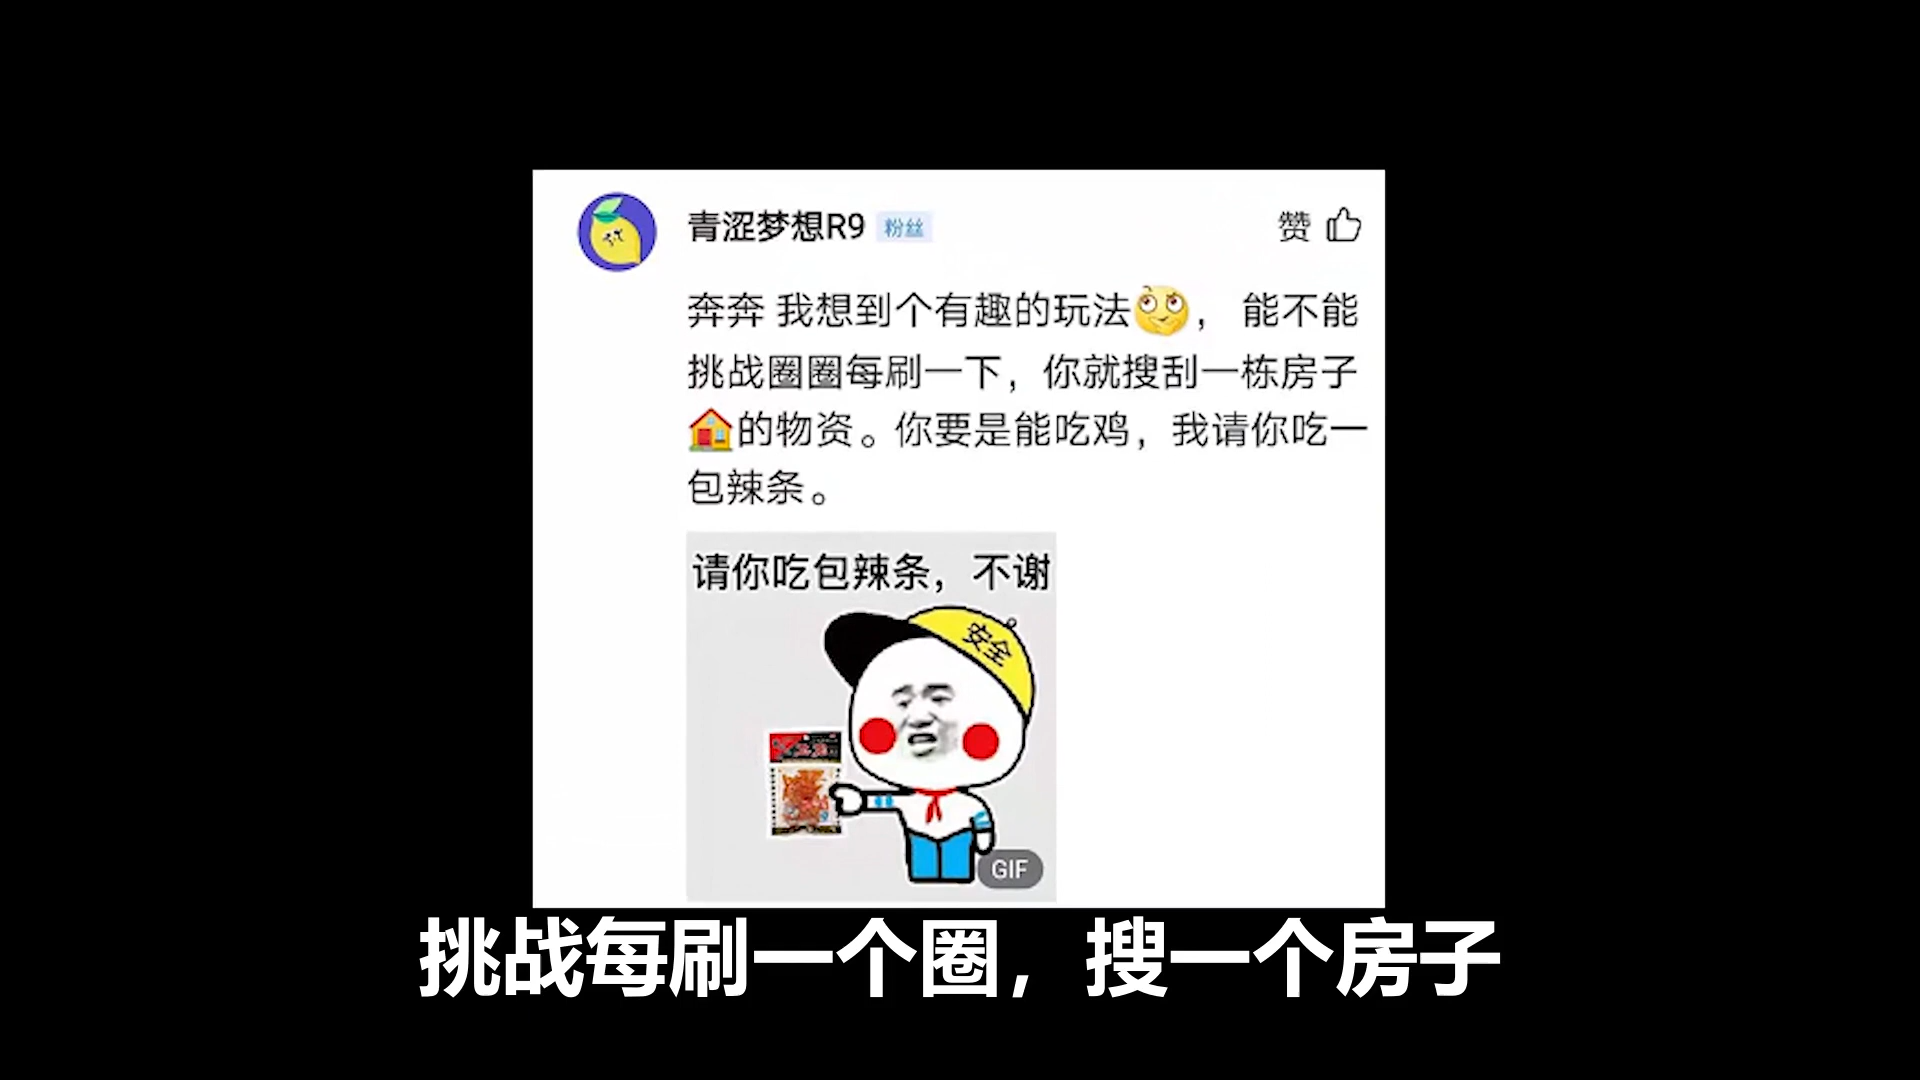 青涩梦想R9 粉丝 赞
奔奔 我想到个有趣的玩法，能不能
挑战圈圈每刷一下，你就搜刮一栋房子
的物资。你要是能吃鸡，我请你吃一
包辣条。
请你吃包辣条，不谢
安全
GIF
挑战每刷一个圈，搜一个房子